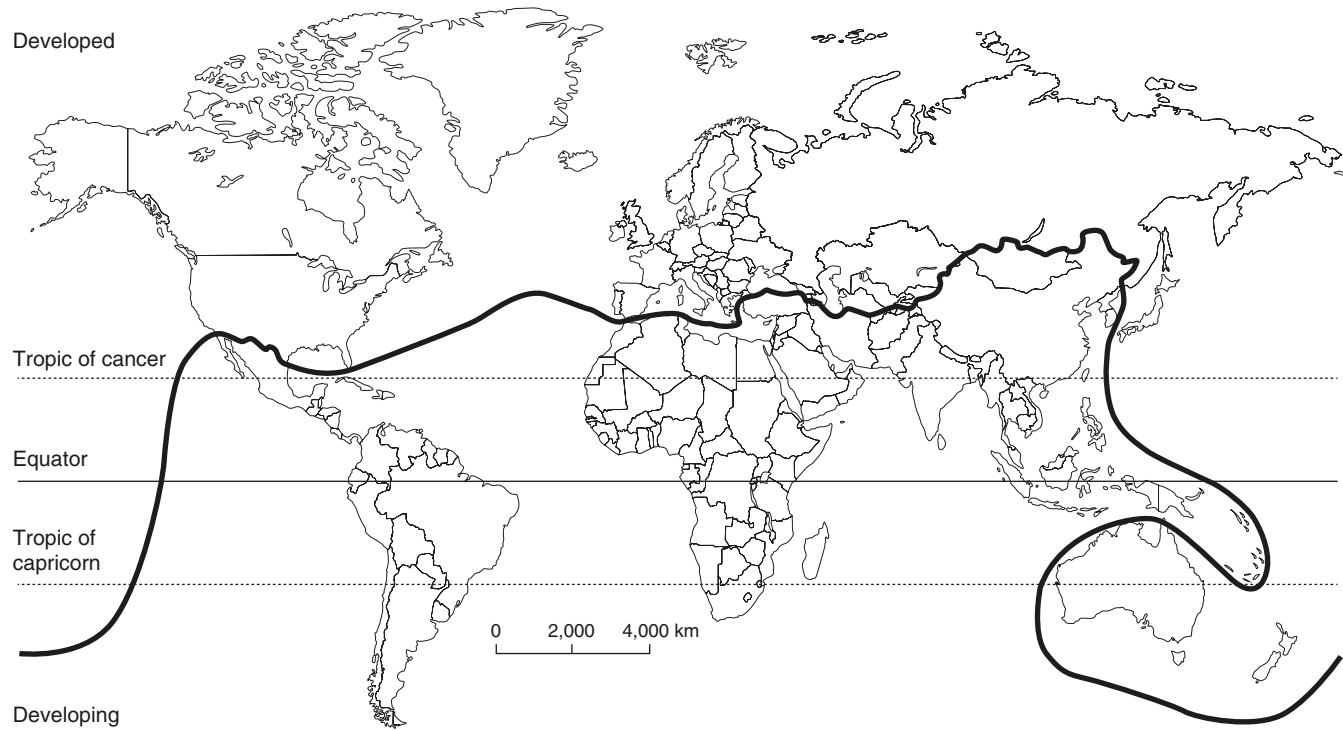 Developed
Tropic of cancer
Equator
Tropic of
capricorn
0 2,000 4,000 km
Developing